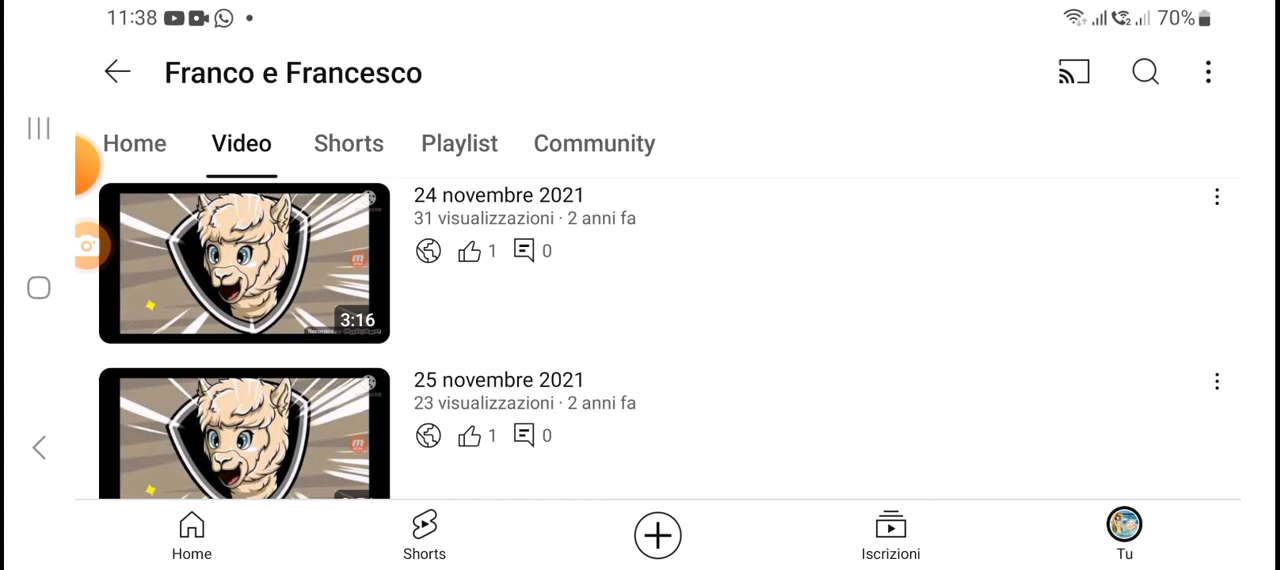 11:38
70%
Franco e Francesco
Home Video Shorts Playlist Community
24 novembre 2021
31 visualizzazioni · 2 anni fa
1 0
3:16
25 novembre 2021
23 visualizzazioni · 2 anni fa
1 0
Home Shorts Iscrizioni Tu